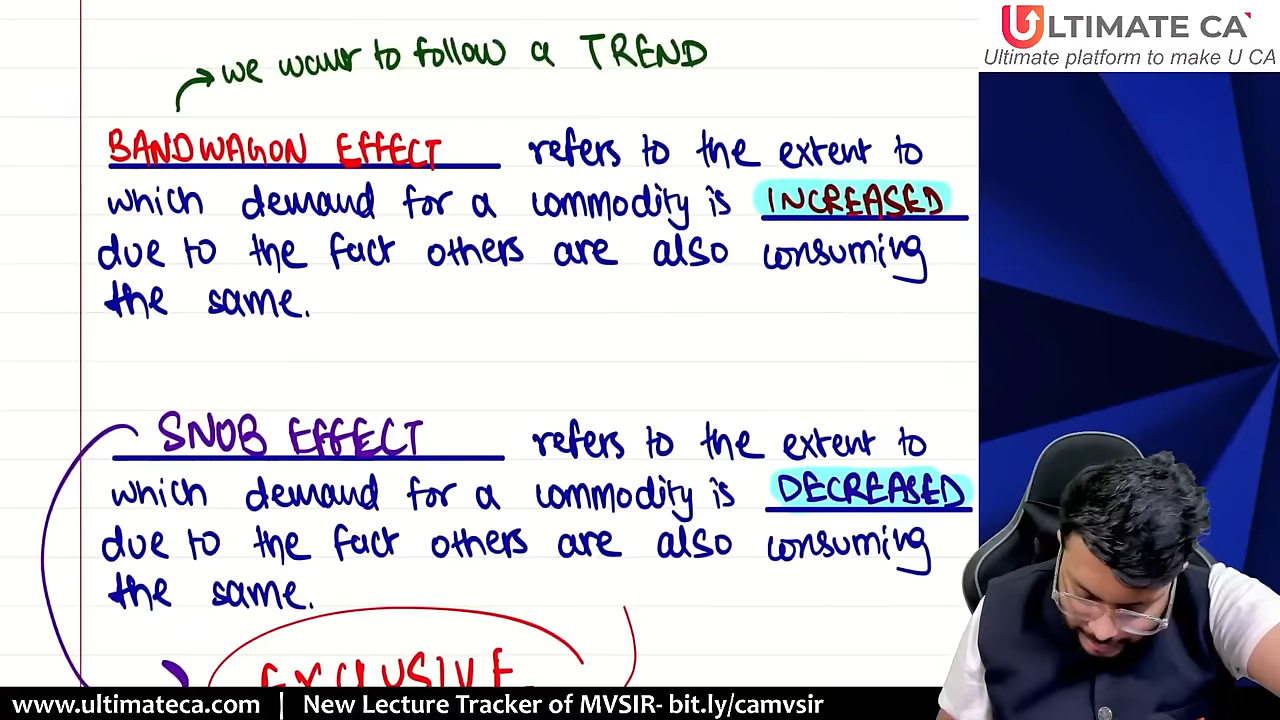 ULTIMATE CA
Ultimate platform to make U CA
we want to follow a TREND
BANDWAGON EFFECT refers to the extent to
which demand for a commodity is INCREASED
due to the fact others are also consuming
the same.
SNOB EFFECT refers to the extent to
which demand for a commodity is DECREASED
due to the fact others are also consuming
the same.
EXCLUSIVE
www.ultimateca.com | New Lecture Tracker of MVSIR- bit.ly/camvsir